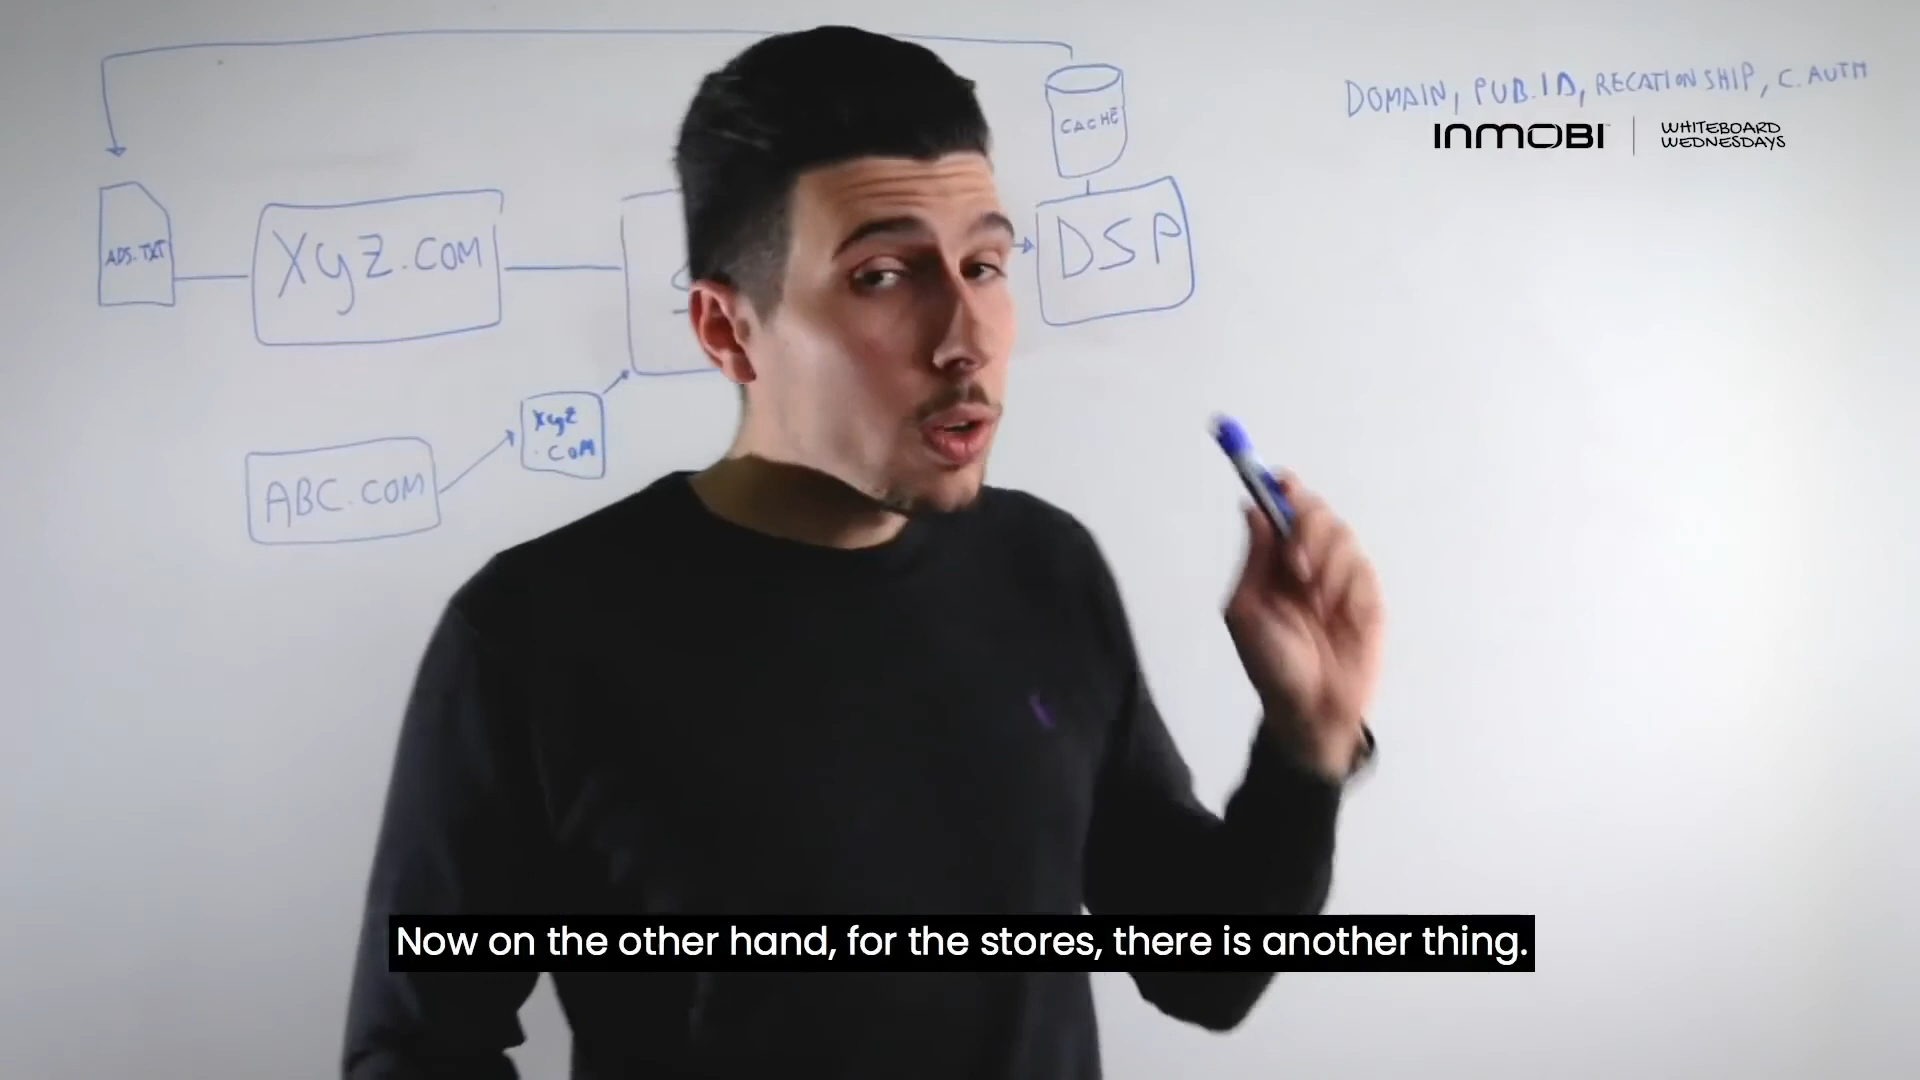 DOMAIN, PUB.ID, RECATIONSHIP, C.AUTH
INMOBI
WHITEBOARD
WEDNESDAYS
CACHE
ADS.TXT
XYZ.COM
DSP
XYZ
.COM
ABC.COM
Now on the other hand, for the stores, there is another thing.